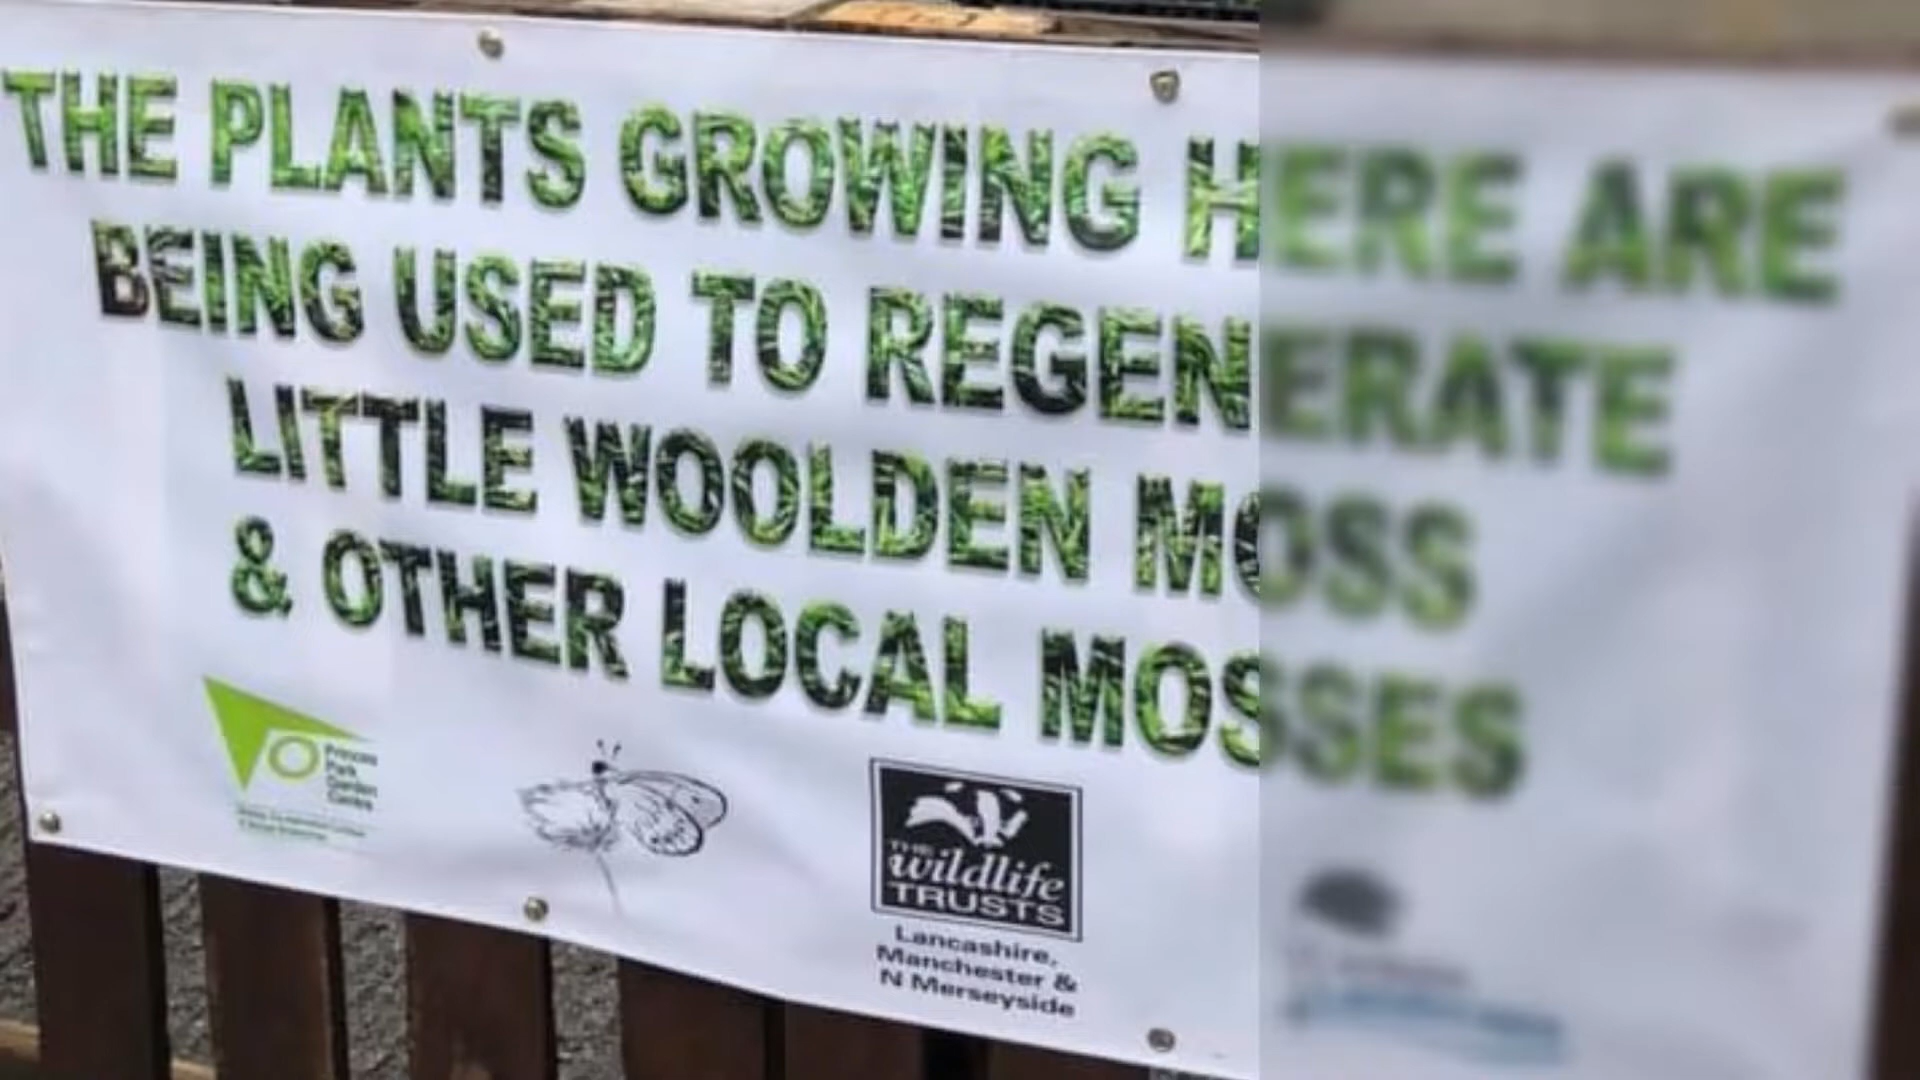 THE PLANTS GROWING HERE ARE
BEING USED TO REGENERATE
LITTLE WOOLDEN MOSS
& OTHER LOCAL MOSSES
Princes
Park
Garden
Centre
THE
wildlife
TRUSTS
Lancashire,
Manchester &
N Merseyside